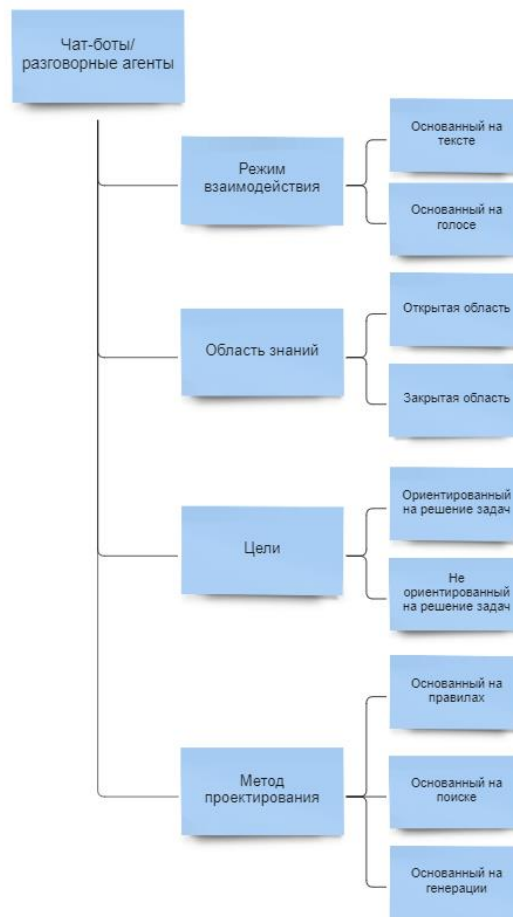 Чат-боты/
разговорные агенты
Режим
взаимодействия
Основанный на
тексте
Основанный на
голосе
Область знаний
Открытая область
Закрытая область
Цели
Ориентированный
на решение задач
Не
ориентированный
на решение задач
Метод
проектирования
Основанный на
правилах
Основанный на
поиске
Основанный на
генерации